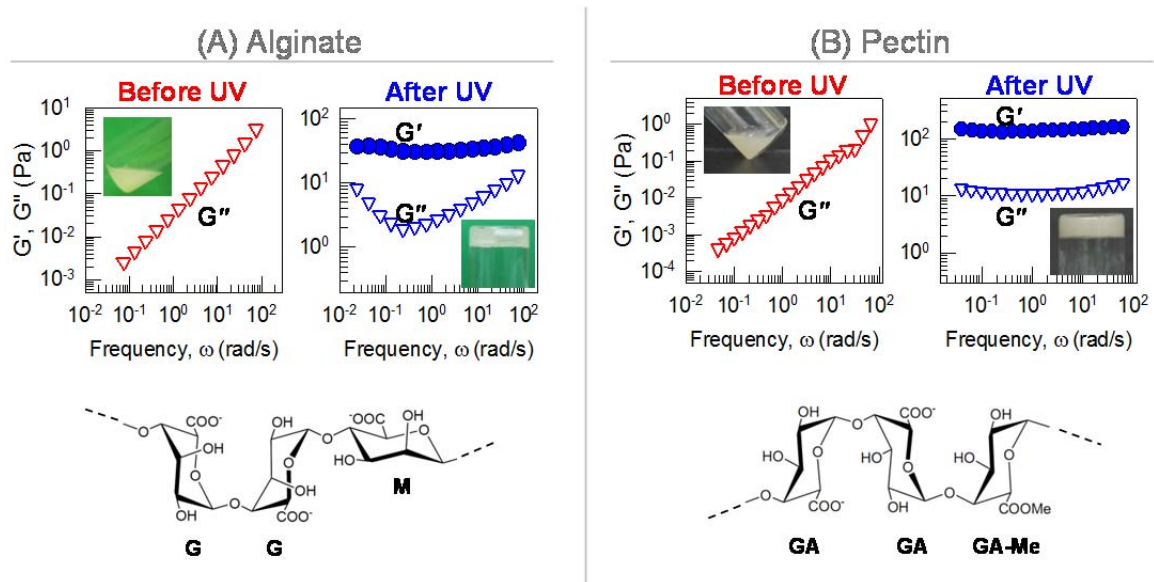 (A) Alginate
Before UV
After UV
G′, G″ (Pa)
10¹
10⁰
10⁻¹
10⁻²
10⁻³
G″
10⁻² 10⁻¹ 10⁰ 10¹ 10²
Frequency, ω (rad/s)
10²
10¹
10⁰
G′
G″
10⁻² 10⁻¹ 10⁰ 10¹ 10²
Frequency, ω (rad/s)
O
COO⁻
OH
O
OH
O
O
OH
OH
O
COO⁻
O
⁻OOC
OH
O
HO
M
G
G
(B) Pectin
Before UV
After UV
G′, G″ (Pa)
10⁰
10⁻¹
10⁻²
10⁻³
10⁻⁴
G″
10⁻² 10⁻¹ 10⁰ 10¹ 10²
Frequency, ω (rad/s)
10²
10¹
10⁰
G′
G″
10⁻² 10⁻¹ 10⁰ 10¹ 10²
Frequency, ω (rad/s)
OH
O
COO⁻
OH
HO
O
HO
O
HO
O
O
COO⁻
OH
O
COOMe
GA
GA
GA-Me